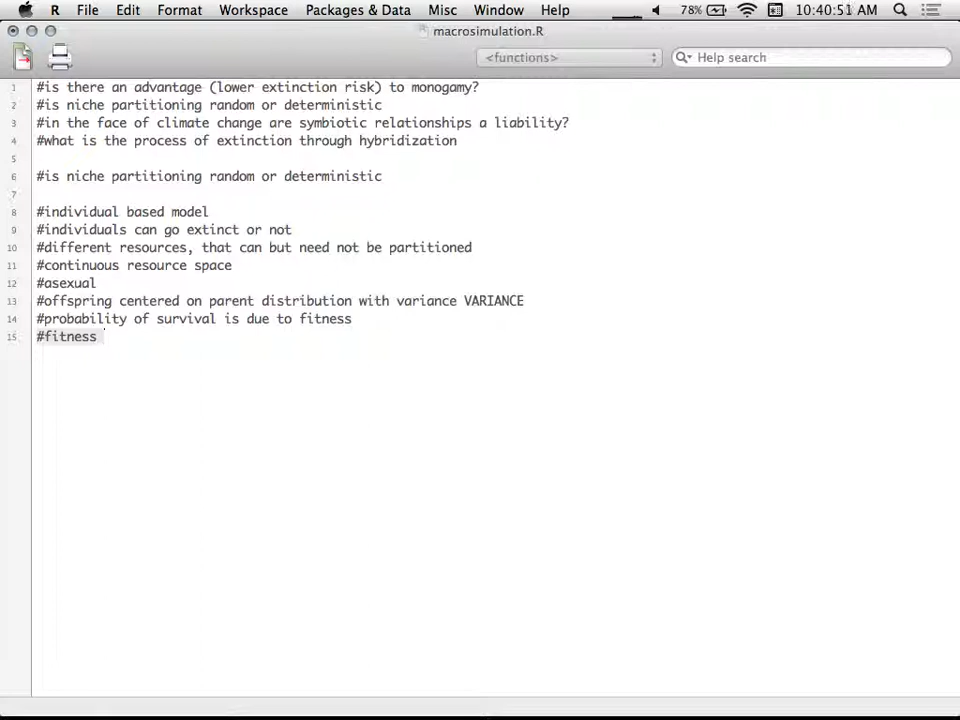 R File Edit Format Workspace Packages & Data Misc Window Help 78% 10:40:51 AM
macrosimulation.R
<functions> Help search
1 #is there an advantage (lower extinction risk) to monogamy?
2 #is niche partitioning random or deterministic
3 #in the face of climate change are symbiotic relationships a liability?
4 #what is the process of extinction through hybridization
5
6 #is niche partitioning random or deterministic
7
8 #individual based model
9 #individuals can go extinct or not
10 #different resources, that can but need not be partitioned
11 #continuous resource space
12 #asexual
13 #offspring centered on parent distribution with variance VARIANCE
14 #probability of survival is due to fitness
15 #fitness